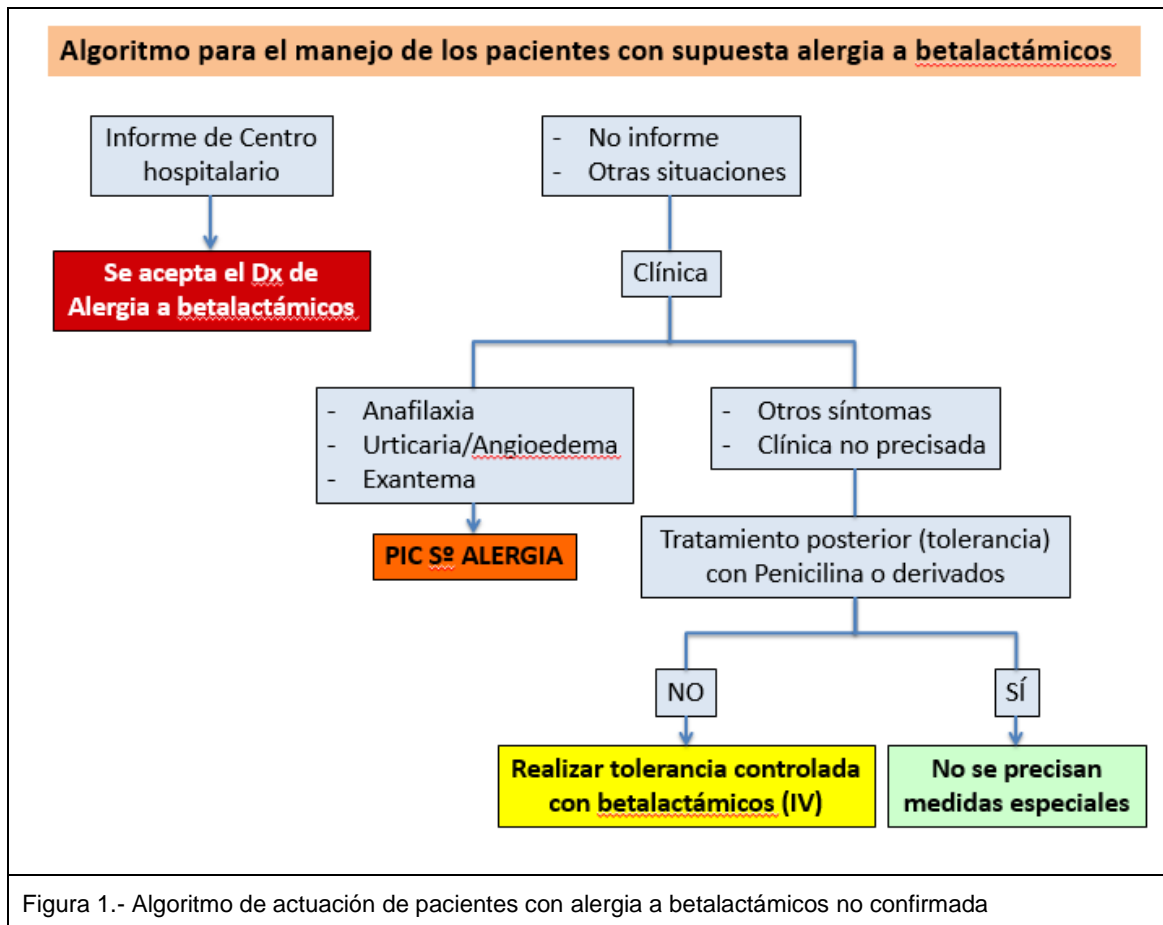 Algoritmo para el manejo de los pacientes con supuesta alergia a betalactámicos
Informe de Centro
hospitalario
- No informe
- Otras situaciones
Se acepta el Dx de
Alergia a betalactámicos
Clínica
- Anafilaxia
- Urticaria/Angioedema
- Exantema
- Otros síntomas
- Clínica no precisada
PIC Sº ALERGIA
Tratamiento posterior (tolerancia)
con Penicilina o derivados
NO
SÍ
Realizar tolerancia controlada
con betalactámicos (IV)
No se precisan
medidas especiales
Figura 1.- Algoritmo de actuación de pacientes con alergia a betalactámicos no confirmada